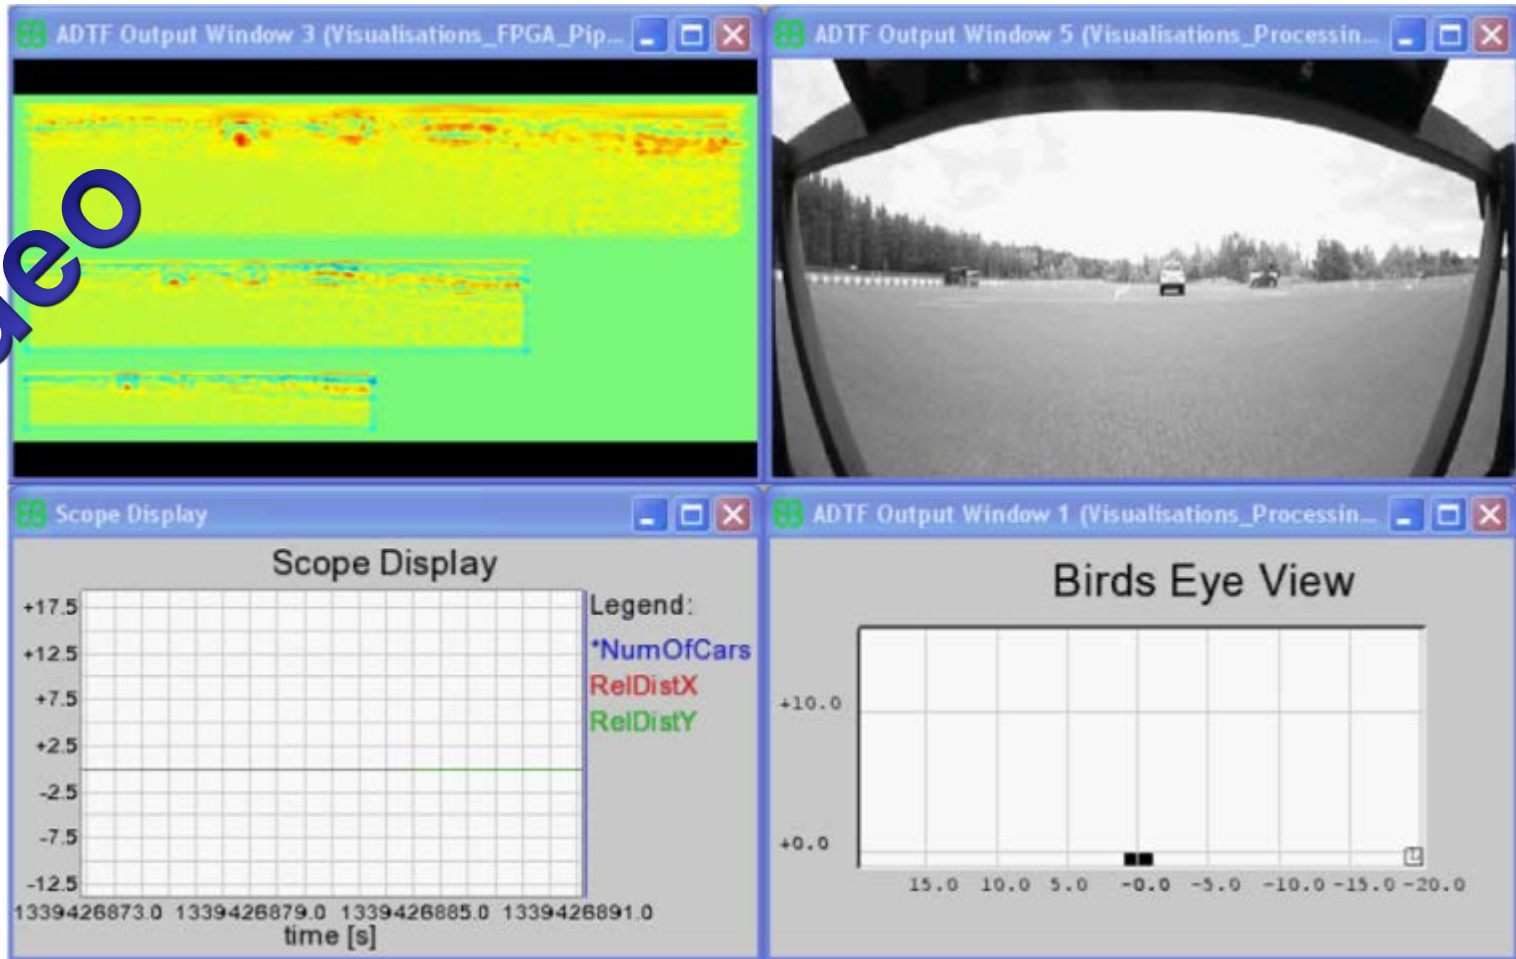 ADTF Output Window 3 (Visualisations_FPGA_Pip...
ADTF Output Window 5 (Visualisations_Processin...
deo
Scope Display
Scope Display
+17.5
+12.5
+7.5
+2.5
-2.5
-7.5
-12.5
1339426873.0 1339426879.0 1339426885.0 1339426891.0
time [s]
Legend:
*NumOfCars
RelDistX
RelDistY
ADTF Output Window 1 (Visualisations_Processin...
Birds Eye View
+10.0
+0.0
15.0 10.0 5.0 -0.0 -5.0 -10.0 -15.0 -20.0